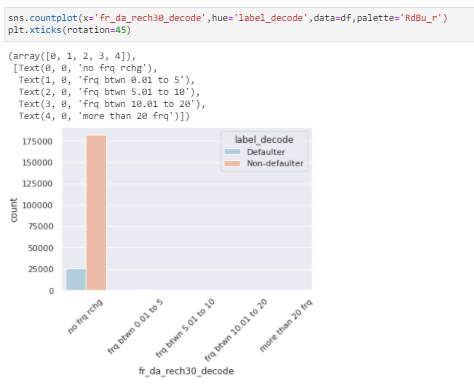 sns.countplot(x='fr_da_rech30_decode',hue='label_decode',data=df,palette='RdBu_r')
plt.xticks(rotation=45)
(array([0, 1, 2, 3, 4]),
[Text(0, 0, 'no frq rchg'),
Text(1, 0, 'frq btwn 0.01 to 5'),
Text(2, 0, 'frq btwn 5.01 to 10'),
Text(3, 0, 'frq btwn 10.01 to 20'),
Text(4, 0, 'more than 20 frq')])
label_decode
Defaulter
Non-defaulter
175000
150000
125000
100000
75000
50000
25000
0
count
no frq rchg
frq btwn 0.01 to 5
frq btwn 5.01 to 10
frq btwn 10.01 to 20
more than 20 frq
fr_da_rech30_decode